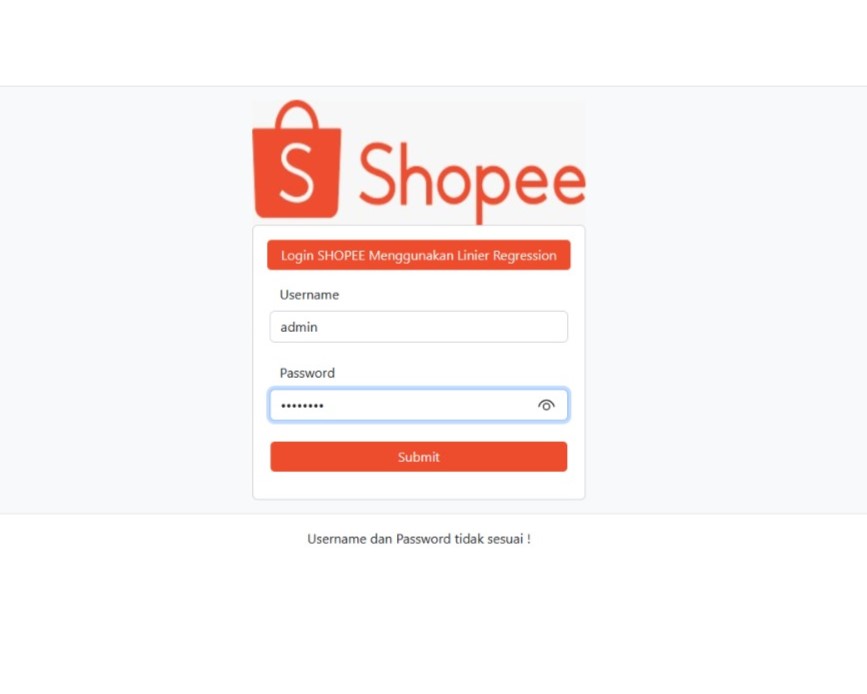 S Shopee
Login SHOPEE Menggunakan Linier Regression
Username
admin
Password
••••••••
Submit
Username dan Password tidak sesuai !